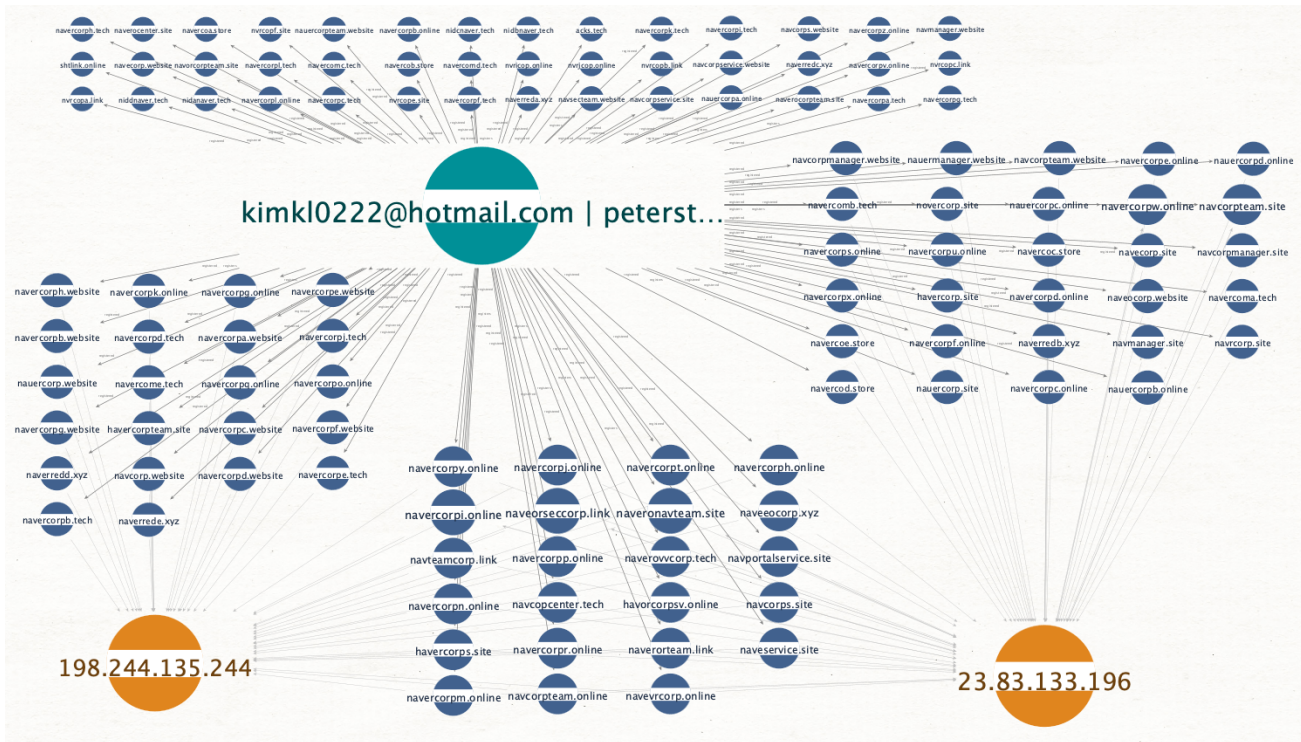 navercorph.tech naverocenter.site navercoa.store nvrcopf.site nauercorpteam.website navercorpb.online nidcnaver.tech nidbnaver.tech acks.tech navercorpk.tech navercorpi.tech navcorps.website navercorpz.online navmanager.website
shtlink.online navecorp.website navorcorpteam.site navercorpl.tech navercomc.tech navercob.store navercomd.tech nvrjcop.online nvrjcop.online nvrcopb.link navcorpservice.website naverredc.xyz navercorpv.online nvrcopc.link
nvrcopa.link niddnaver.tech nidanaver.tech navercorpl.online navercorpc.tech nvrcope.site navercorpf.tech naverreda.xyz navsecteam.website navcorpservice.site nauercorpa.online naverocorpteam.site navercorpa.tech navercorpg.tech
kimkl0222@hotmail.com | peterst...
navcorpmanager.website nauermanager.website navcorpteam.website navercorpe.online nauercorpd.online
navercomb.tech novercorp.site nauercorpc.online navercorpw.online navcorpteam.site
navercorps.online navercorpu.online navercoc.store navecorp.site navcorpmanager.site
navercorpx.online havercorp.site navercorpd.online naveocorp.website navercoma.tech
navercoe.store navercorpf.online naverredb.xyz navmanager.site navrcorp.site
navercod.store nauercorp.site navercorpc.online nauercorpb.online
navercorph.website navercorpk.online navercorpg.online navercorpe.website
navercorpb.website navercorpd.tech navercorpa.website navercorpj.tech
nauercorp.website navercome.tech navercorpq.online navercorpo.online
navercorpg.website havercorpteam.site navercorpc.website navercorpf.website
naverredd.xyz navcorp.website navercorpd.website navercorpe.tech
navercorpb.tech naverrede.xyz
navercorpy.online navercorpj.online navercorpt.online navercorph.online
navercorpi.online naveorseccorp.link naveronavteam.site naveeocorp.xyz
navteamcorp.link navercorpp.online naverovvcorp.tech navportalservice.site
navercorpn.online navcopcenter.tech havorcorpsv.online navcorps.site
havercorps.site navercorpr.online naverorteam.link naveservice.site
navercorpm.online navcorpteam.online navevrcorp.online
198.244.135.244
23.83.133.196